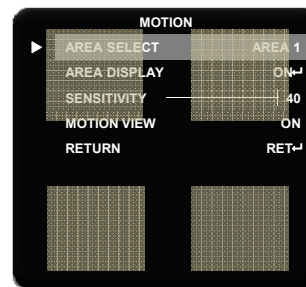 MOTION
AREA SELECT AREA 1
AREA DISPLAY ON↵
SENSITIVITY 40
MOTION VIEW ON
RETURN RET↵